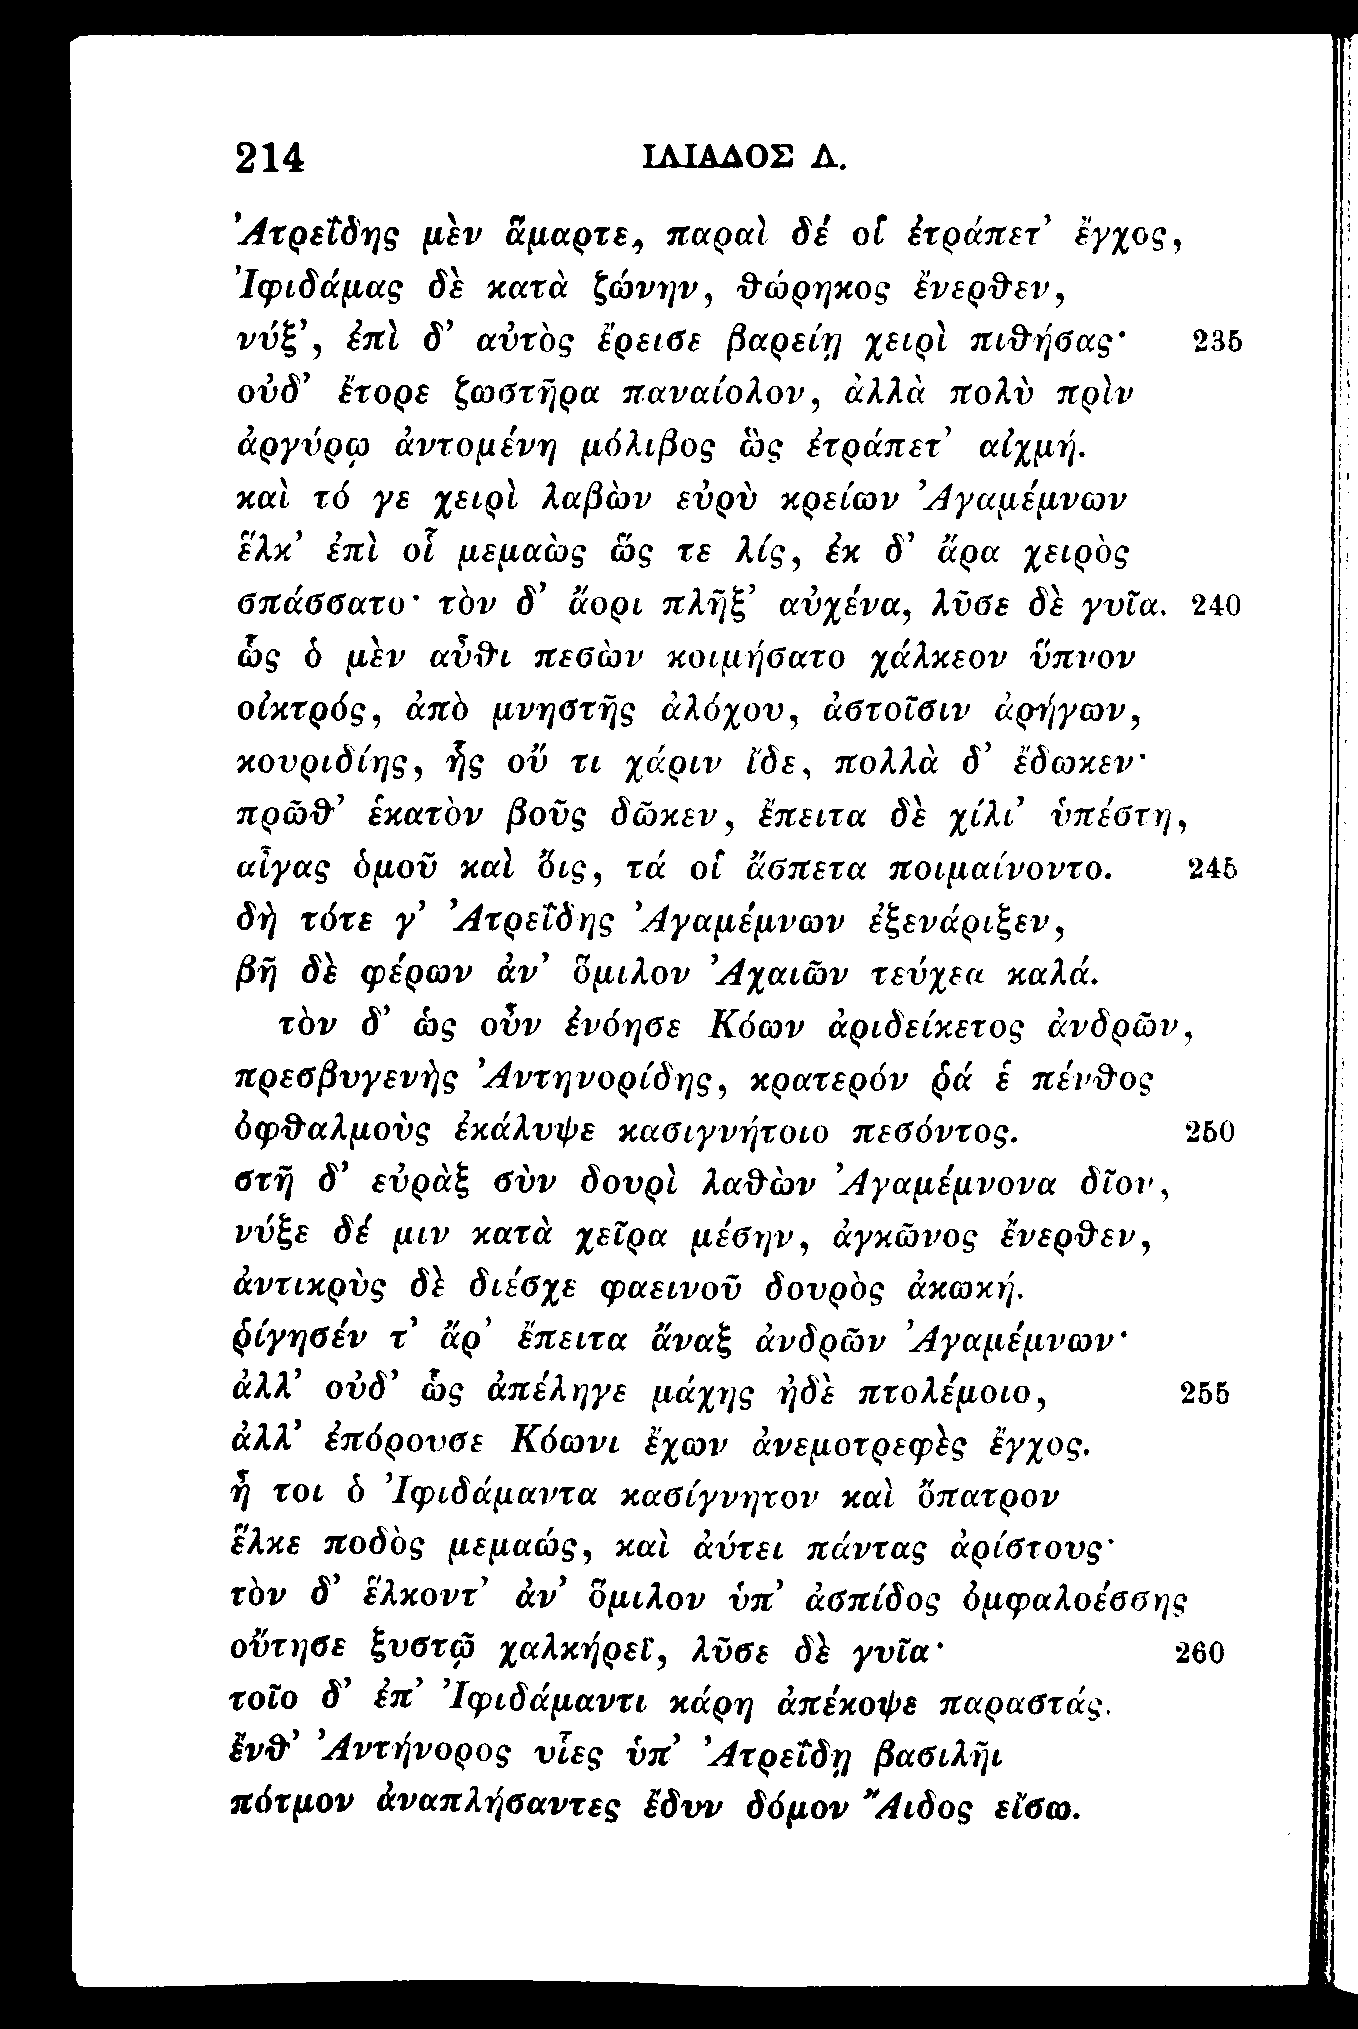 214 ΙΛΙΑΔΟΣ Λ.
Ἀτρεΐδης μὲν ἅμαρτε, παραὶ δέ οἱ ἐτράπετ’ ἔγχος,
Ἰφιδάμας δὲ κατὰ ζώνην, θώρηκος ἔνερθεν,
νύξ’, ἐπὶ δ’ αὐτὸς ἔρεισε βαρείῃ χειρὶ πιθήσας· 235
οὐδ’ ἔτορε ζωστῆρα παναίολον, ἀλλὰ πολὺ πρὶν
ἀργύρῳ ἀντομένη μόλιβος ὣς ἐτράπετ’ αἰχμή.
καὶ τό γε χειρὶ λαβὼν εὐρὺ κρείων Ἀγαμέμνων
ἕλκ’ ἐπὶ οἷ μεμαὼς ὥς τε λίς, ἐκ δ’ ἄρα χειρὸς
σπάσσατο· τὸν δ’ ἄορι πλῆξ’ αὐχένα, λῦσε δὲ γυῖα. 240
ὣς ὁ μὲν αὖθι πεσὼν κοιμήσατο χάλκεον ὕπνον
οἰκτρός, ἀπὸ μνηστῆς ἀλόχου, ἀστοῖσιν ἀρήγων,
κουριδίης, ἧς οὔ τι χάριν ἴδε, πολλὰ δ’ ἔδωκεν·
πρῶθ’ ἑκατὸν βοῦς δῶκεν, ἔπειτα δὲ χίλι’ ὑπέστη,
αἶγας ὁμοῦ καὶ ὄις, τά οἱ ἄσπετα ποιμαίνοντο. 245
δὴ τότε γ’ Ἀτρεΐδης Ἀγαμέμνων ἐξενάριξεν,
βῆ δὲ φέρων ἀν’ ὅμιλον Ἀχαιῶν τεύχεα καλά.
τὸν δ’ ὡς οὖν ἐνόησε Κόων ἀριδείκετος ἀνδρῶν,
πρεσβυγενὴς Ἀντηνορίδης, κρατερόν ῥά ἑ πένθος
ὀφθαλμοὺς ἐκάλυψε κασιγνήτοιο πεσόντος. 250
στῆ δ’ εὐρὰξ σὺν δουρὶ λαθὼν Ἀγαμέμνονα δῖον,
νύξε δέ μιν κατὰ χεῖρα μέσην, ἀγκῶνος ἔνερθεν,
ἀντικρὺς δὲ διέσχε φαεινοῦ δουρὸς ἀκωκή.
ῥίγησέν τ’ ἄρ’ ἔπειτα ἄναξ ἀνδρῶν Ἀγαμέμνων·
ἀλλ’ οὐδ’ ὧς ἀπέληγε μάχης ἠδὲ πτολέμοιο, 255
ἀλλ’ ἐπόρουσε Κόωνι ἔχων ἀνεμοτρεφὲς ἔγχος.
ἦ τοι ὁ Ἰφιδάμαντα κασίγνητον καὶ ὄπατρον
ἕλκε ποδὸς μεμαώς, καὶ ἀύτει πάντας ἀρίστους·
τὸν δ’ ἕλκοντ’ ἀν’ ὅμιλον ὑπ’ ἀσπίδος ὀμφαλοέσσης
οὔτησε ξυστῷ χαλκήρεϊ, λῦσε δὲ γυῖα· 260
τοῖο δ’ ἐπ’ Ἰφιδάμαντι κάρη ἀπέκοψε παραστάς.
ἔνθ’ Ἀντήνορος υἷες ὑπ’ Ἀτρεΐδῃ βασιλῆι
πότμον ἀναπλήσαντες ἔδυν δόμον Ἄιδος εἴσω.